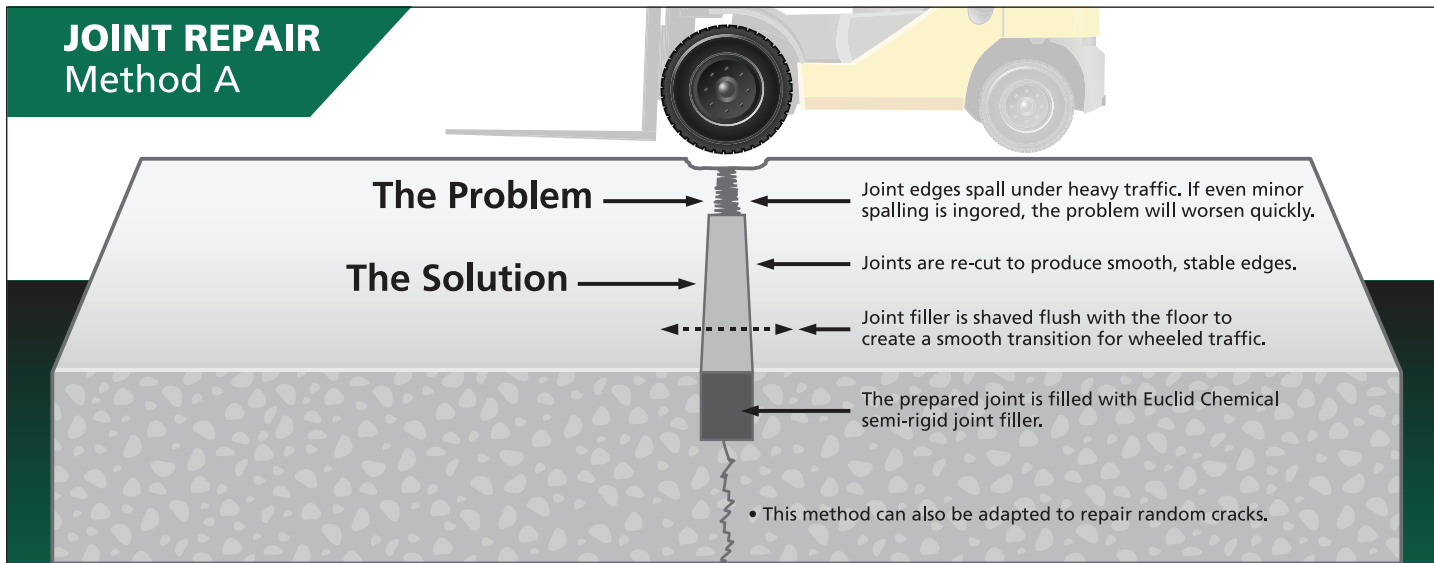 JOINT REPAIR
Method A
The Problem
Joint edges spall under heavy traffic. If even minor
spalling is ingored, the problem will worsen quickly.
The Solution
Joints are re-cut to produce smooth, stable edges.
Joint filler is shaved flush with the floor to
create a smooth transition for wheeled traffic.
The prepared joint is filled with Euclid Chemical
semi-rigid joint filler.
• This method can also be adapted to repair random cracks.